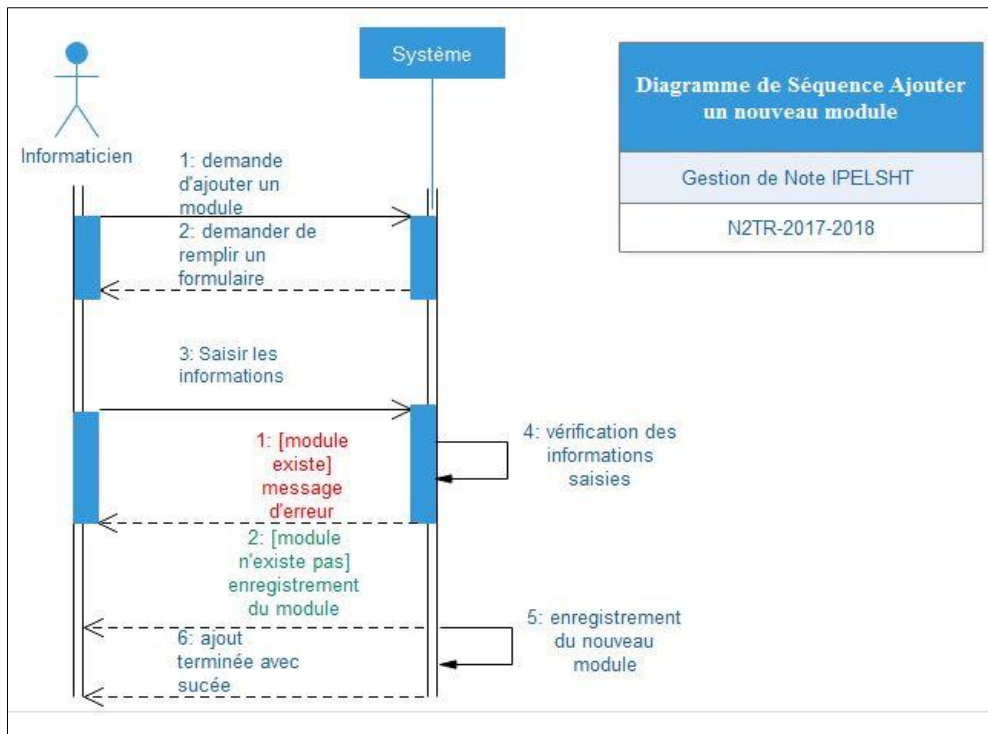 Système
Diagramme de Séquence Ajouter
un nouveau module
Gestion de Note IPELSHT
N2TR-2017-2018
Informaticien
1: demande
d'ajouter un
module
2: demander de
remplir un
formulaire
3: Saisir les
informations
4: vérification des
informations
saisies
1: [module
existe]
message
d'erreur
2: [module
n'existe pas]
enregistrement
du module
5: enregistrement
du nouveau
module
6: ajout
terminée avec
sucée